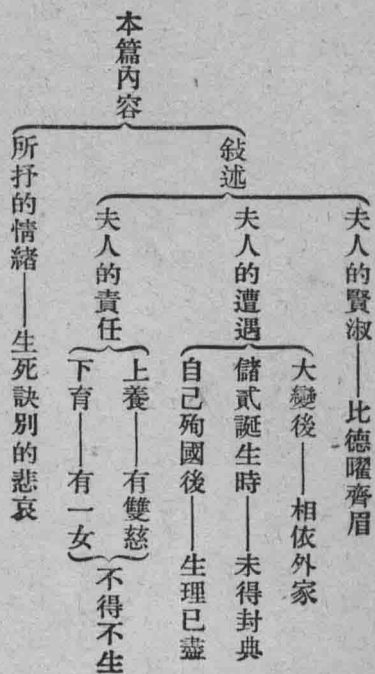 本篇內容
敍述
夫人的賢淑——比德曜齊眉
夫人的遭遇
大變後——相依外家
儲貳誕生時——未得封典
自己殉國後——生理已盡
夫人的責任
上養——有雙慈
下育——有一女
不得不生
所抒的情緒——生死訣別的悲哀